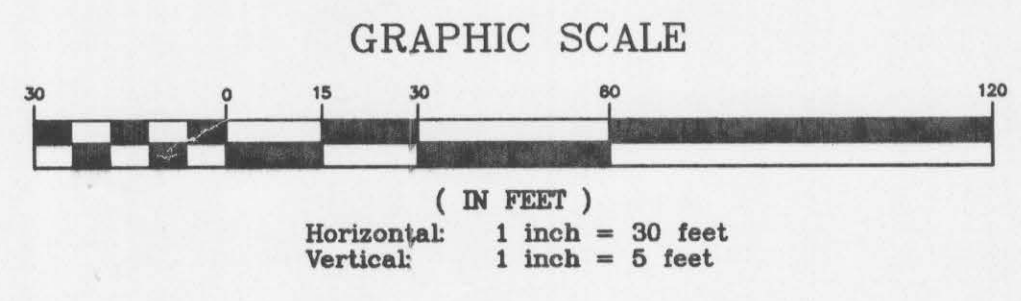 GRAPHIC SCALE
30 0 15 30 60 120
( IN FEET )
Horizontal: 1 inch = 30 feet
Vertical: 1 inch = 5 feet